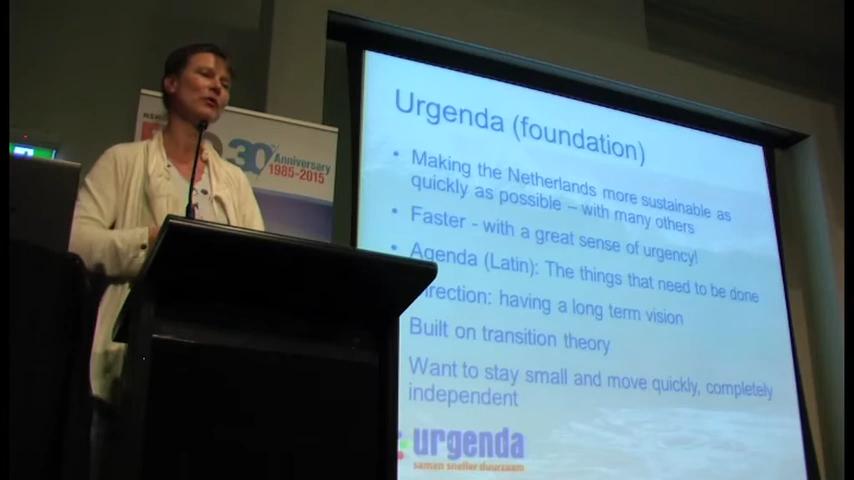 30th Anniversary
1985-2015
Urgenda (foundation)
• Making the Netherlands more sustainable as
quickly as possible – with many others
• Faster - with a great sense of urgency!
• Agenda (Latin): The things that need to be done
Direction: having a long term vision
Built on transition theory
Want to stay small and move quickly, completely
independent
urgenda
samen sneller duurzaam